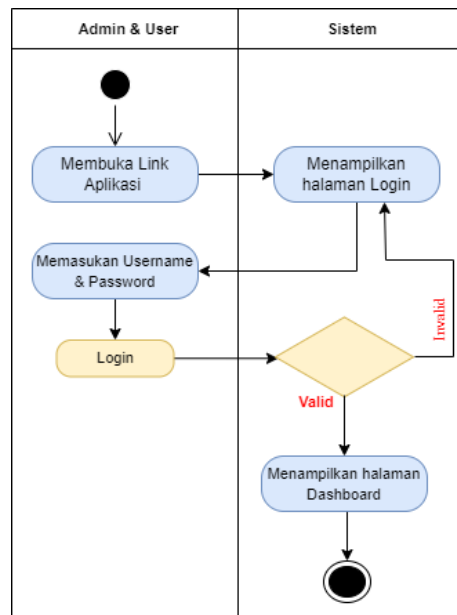 Admin & User
Sistem
Membuka Link
Aplikasi
Menampilkan
halaman Login
Memasukan Username
& Password
Login
Invalid
Valid
Menampilkan halaman
Dashboard